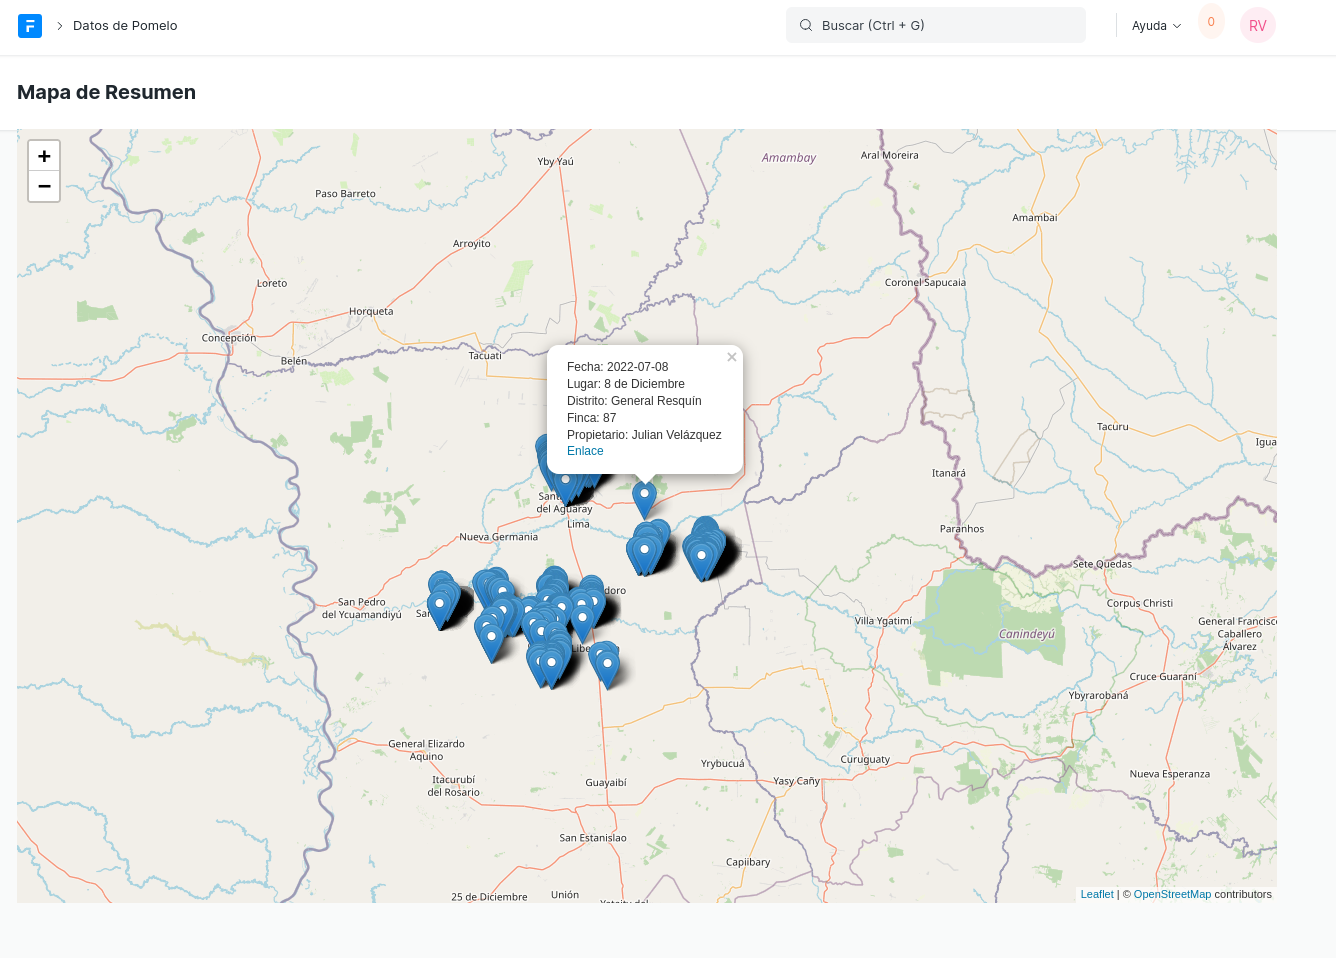 Datos de Pomelo
Buscar (Ctrl + G)
Ayuda
0
RV
Mapa de Resumen
+
−
Amambay
Aral Moreira
Yby Yaú
Paso Barreto
Amambai
Arroyito
Loreto
Coronel Sapucaia
Horqueta
Concepción
Belén
Tacuati
Fecha: 2022-07-08
Lugar: 8 de Diciembre
Distrito: General Resquín
Finca: 87
Propietario: Julian Velázquez
Enlace
×
Tacuru
Igua
Itanará
del Aguaray
Lima
Nueva Germania
Paranhos
Sete Quedas
San Pedro
del Ycuamandiyú
Corpus Christi
Villa Ygatimí
Canindeyú
General Francisco
Caballero
Álvarez
Cruce Guaraní
Ybyrarobaná
General Elizardo
Aquino
Itacurubí
del Rosario
Guayaibí
Yrybucuá
Yasy Cañy
Curuguaty
Nueva Esperanza
San Estanislao
Capiibary
25 de Diciembre
Unión
Leaflet | © OpenStreetMap contributors